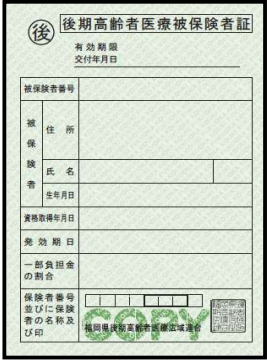 後 後期高齢者医療被保険者証
有効期限
交付年月日
被保険者番号
被保険者
住所
氏名
生年月日
資格取得年月日
発効期日
一部負担金
の割合
保険者番号
並びに保険
者の名称及
び印
福岡県後期高齢者医療広域連合
COPY